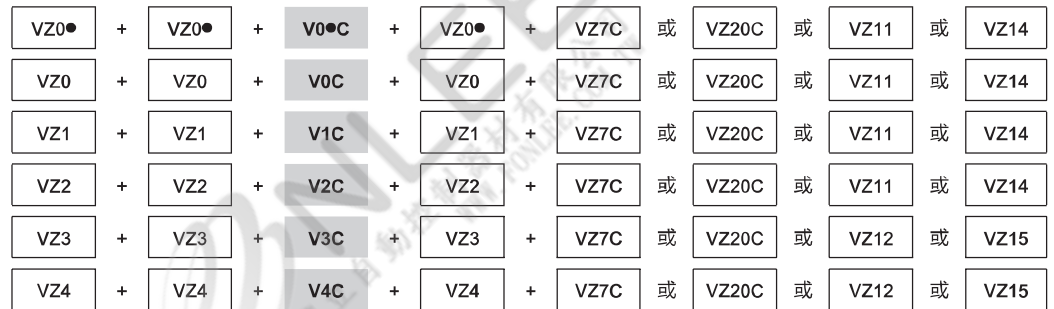 VZ0● + VZ0● + V0●C + VZ0● + VZ7C 或 VZ20C 或 VZ11 或 VZ14
VZ0 + VZ0 + V0C + VZ0 + VZ7C 或 VZ20C 或 VZ11 或 VZ14
VZ1 + VZ1 + V1C + VZ1 + VZ7C 或 VZ20C 或 VZ11 或 VZ14
VZ2 + VZ2 + V2C + VZ2 + VZ7C 或 VZ20C 或 VZ11 或 VZ14
VZ3 + VZ3 + V3C + VZ3 + VZ7C 或 VZ20C 或 VZ12 或 VZ15
VZ4 + VZ4 + V4C + VZ4 + VZ7C 或 VZ20C 或 VZ12 或 VZ15